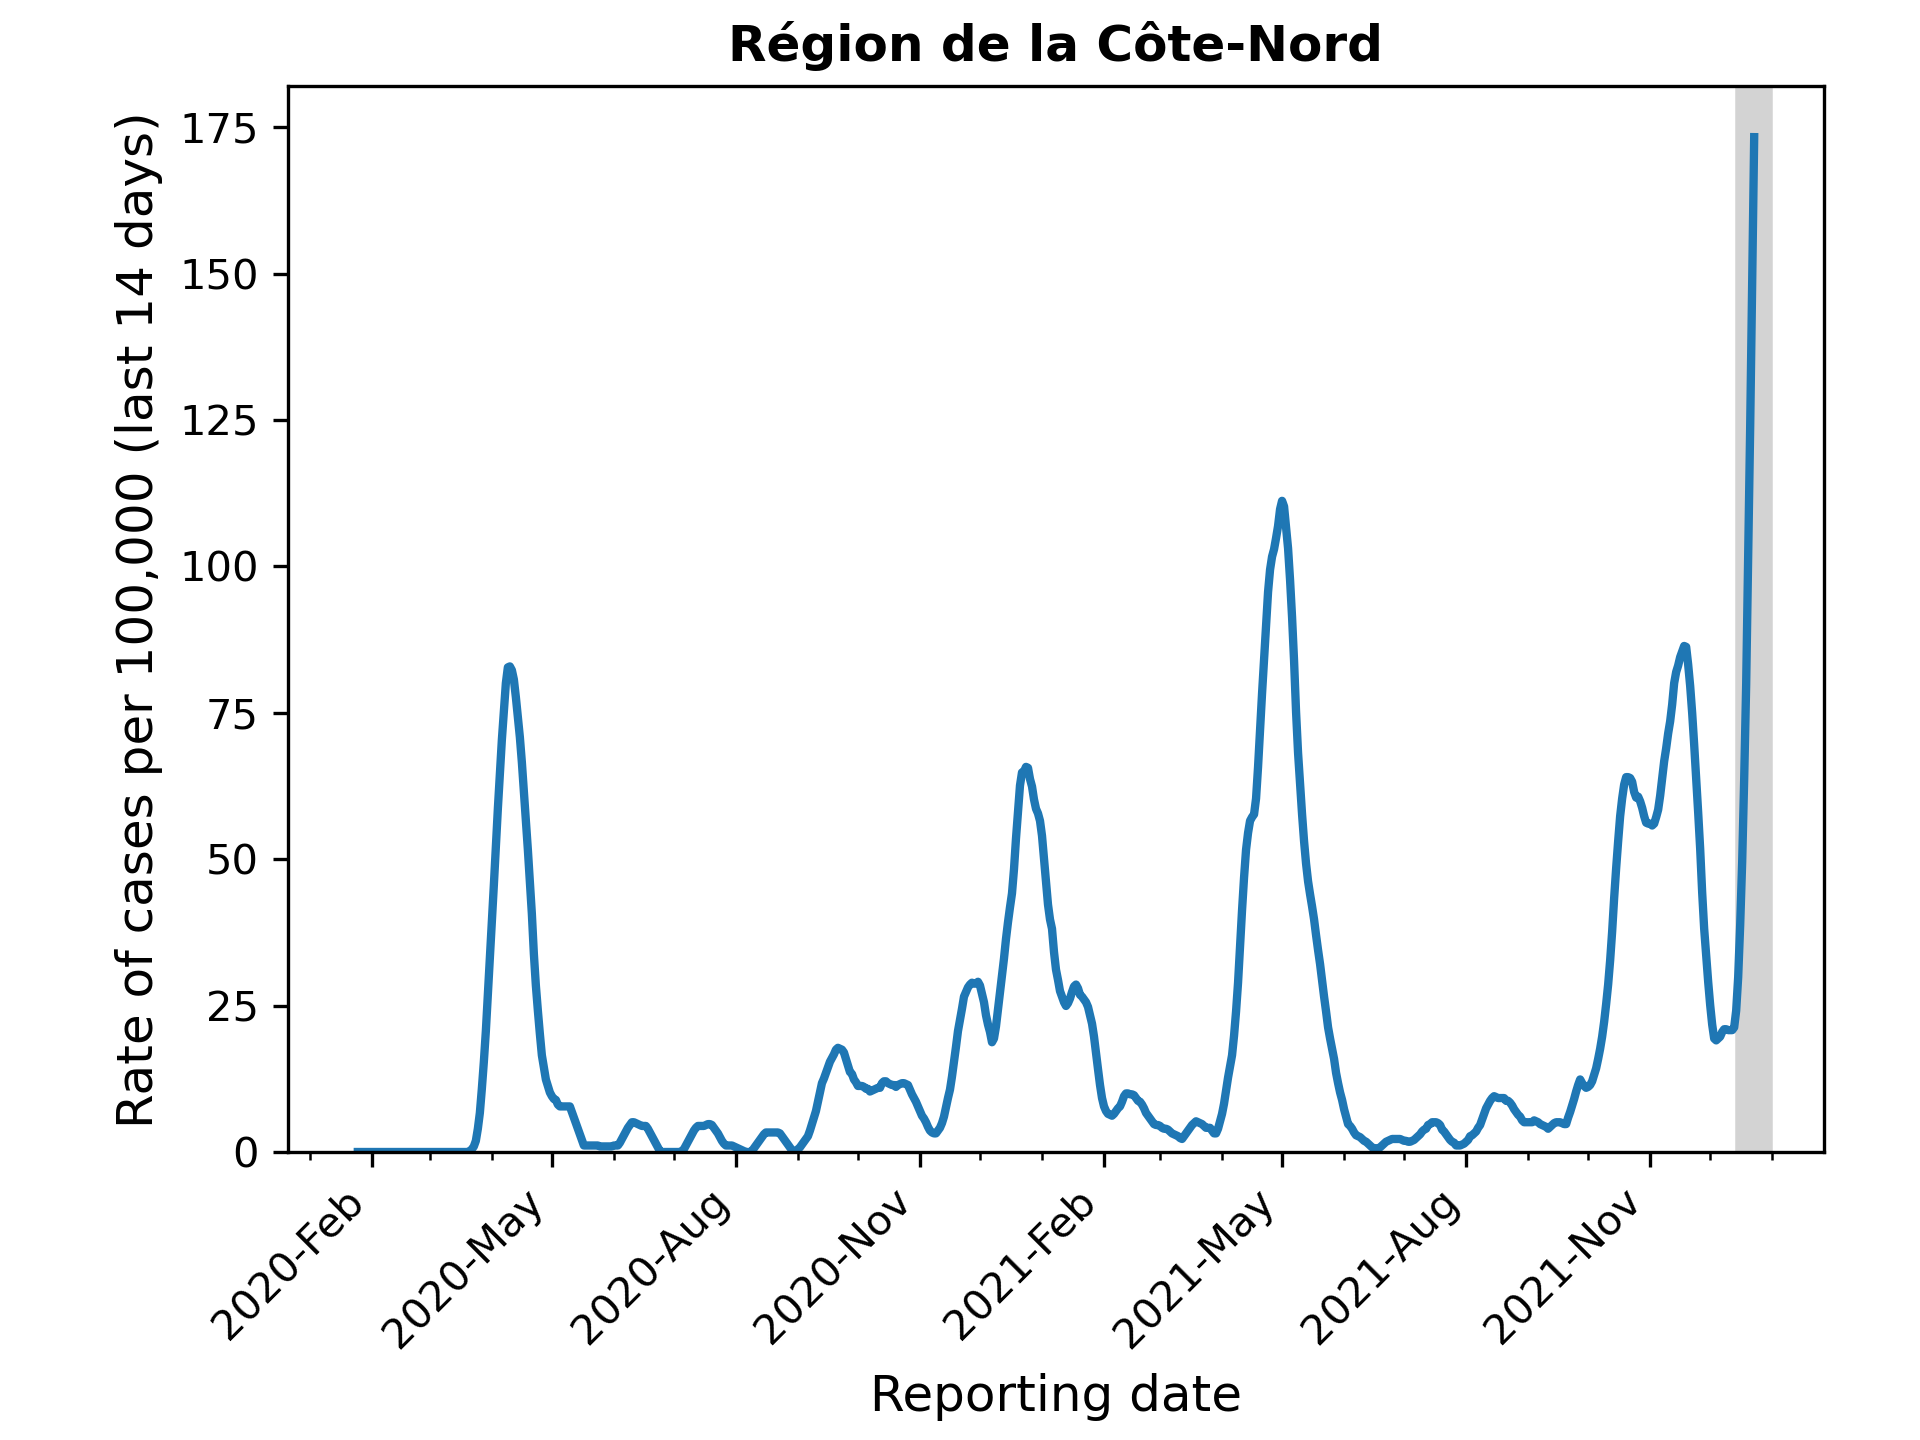 Région de la Côte-Nord
Rate of cases per 100,000 (last 14 days)
175
150
125
100
75
50
25
0
2020-Feb
2020-May
2020-Aug
2020-Nov
2021-Feb
2021-May
2021-Aug
2021-Nov
Reporting date